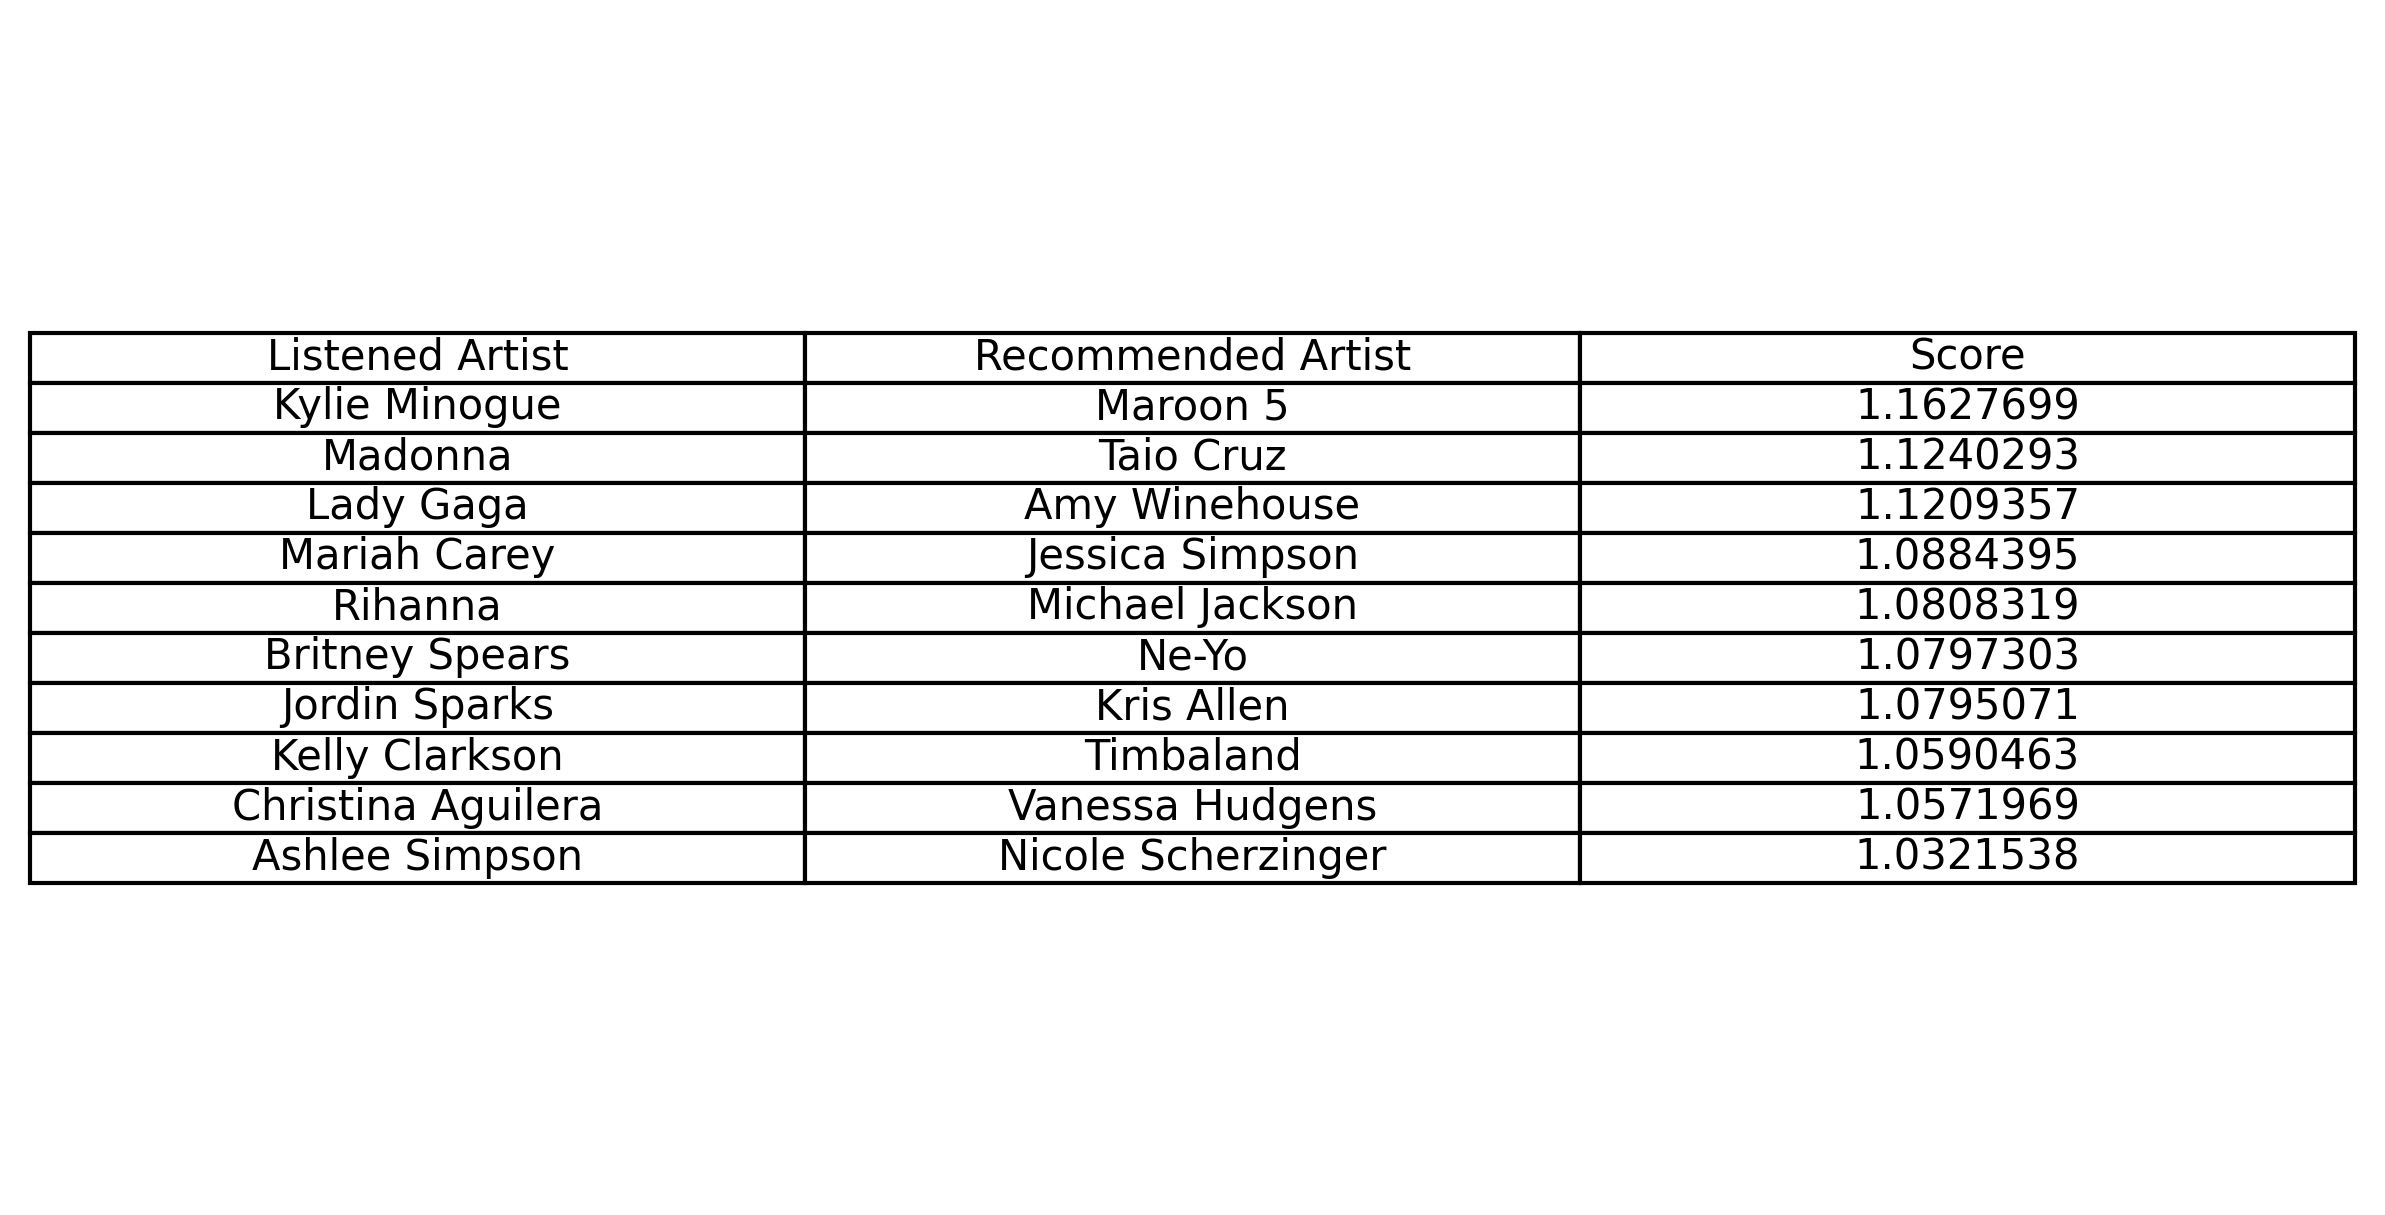 Listened Artist Recommended Artist Score
Kylie Minogue Maroon 5 1.1627699
Madonna Taio Cruz 1.1240293
Lady Gaga Amy Winehouse 1.1209357
Mariah Carey Jessica Simpson 1.0884395
Rihanna Michael Jackson 1.0808319
Britney Spears Ne-Yo 1.0797303
Jordin Sparks Kris Allen 1.0795071
Kelly Clarkson Timbaland 1.0590463
Christina Aguilera Vanessa Hudgens 1.0571969
Ashlee Simpson Nicole Scherzinger 1.0321538